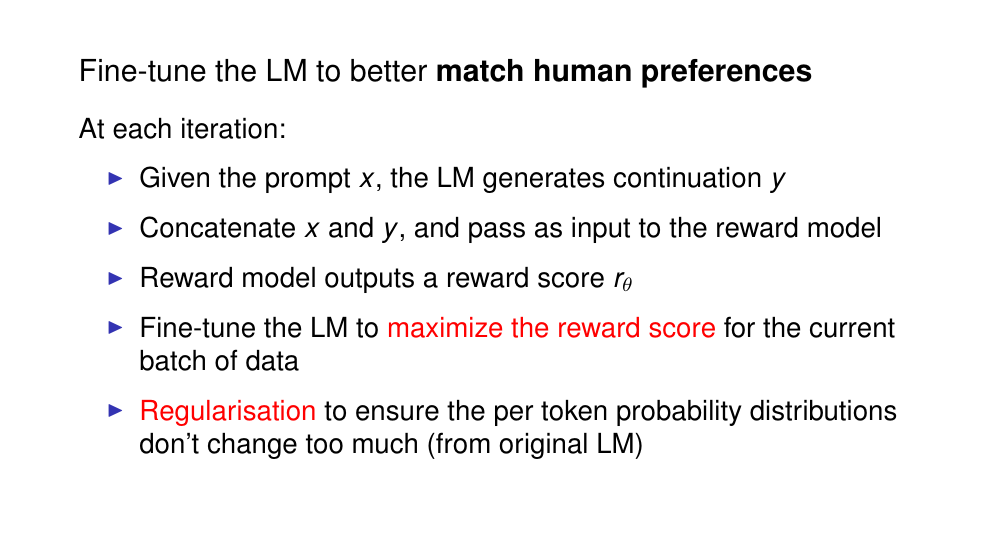 Fine-tune the LM to better match human preferences
At each iteration:
▶ Given the prompt x, the LM generates continuation y
▶ Concatenate x and y, and pass as input to the reward model
▶ Reward model outputs a reward score rθ
▶ Fine-tune the LM to maximize the reward score for the current
batch of data
▶ Regularisation to ensure the per token probability distributions
don't change too much (from original LM)